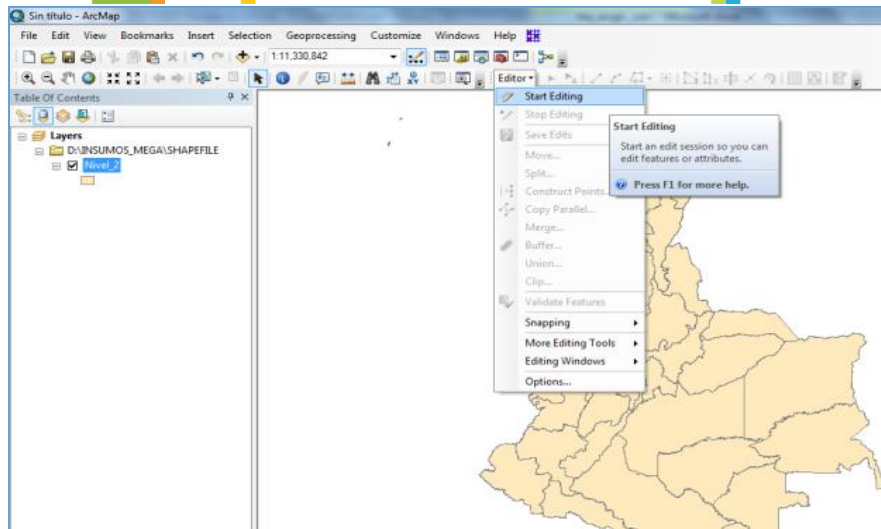 Sin título - ArcMap
File Edit View Bookmarks Insert Selection Geoprocessing Customize Windows Help
1:11,330,842
Editor
Table Of Contents
Layers
D:\INSUMOS_MEGA\SHAPEFILE
Nivel_2
Start Editing
Stop Editing
Save Edits
Move...
Split...
Construct Points...
Copy Parallel...
Merge...
Buffer...
Union...
Clip...
Validate Features
Snapping
More Editing Tools
Editing Windows
Options...
Start Editing
Start an edit session so you can
edit features or attributes.
Press F1 for more help.